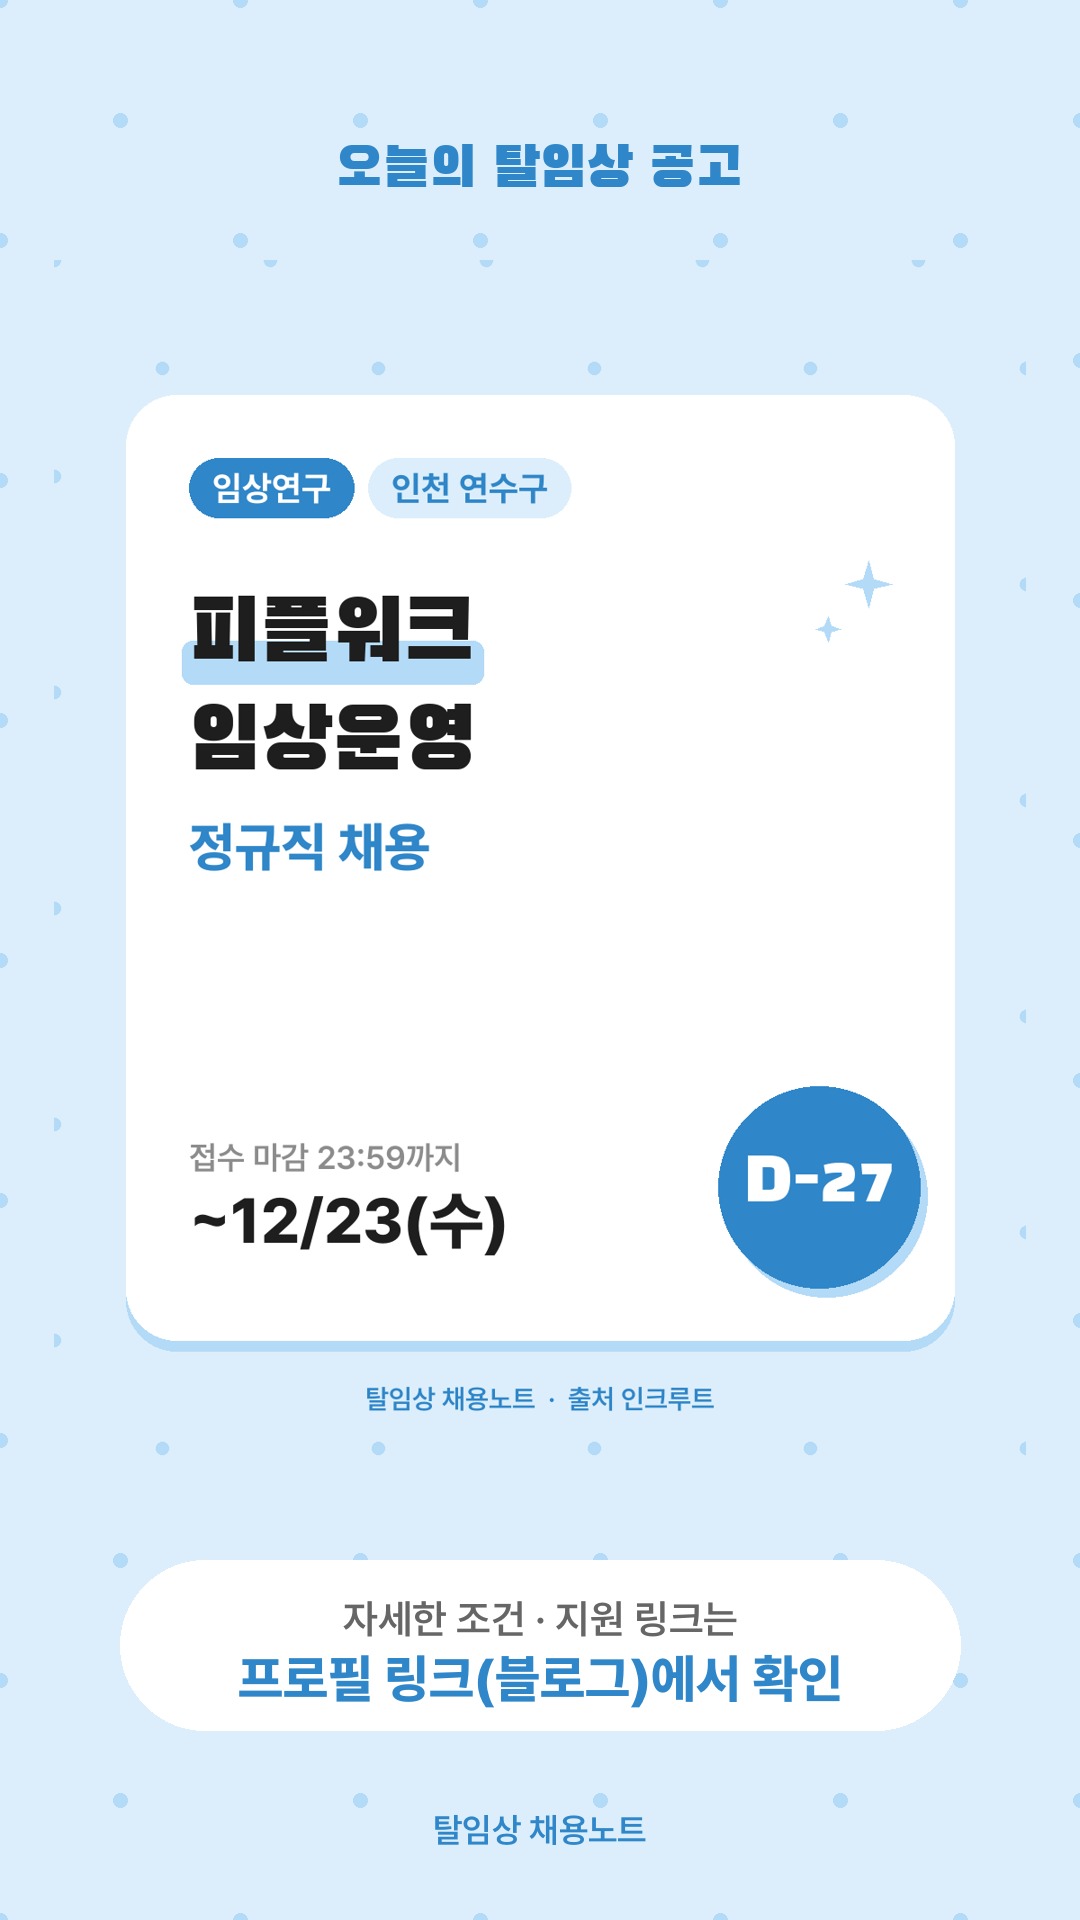 오늘의 탈임상 공고
임상연구 인천 연수구
피플워크
임상운영
정규직 채용
접수 마감 23:59까지
~12/23(수)
D-27
탈임상 채용노트 · 출처 인크루트
자세한 조건 · 지원 링크는
프로필 링크(블로그)에서 확인
탈임상 채용노트